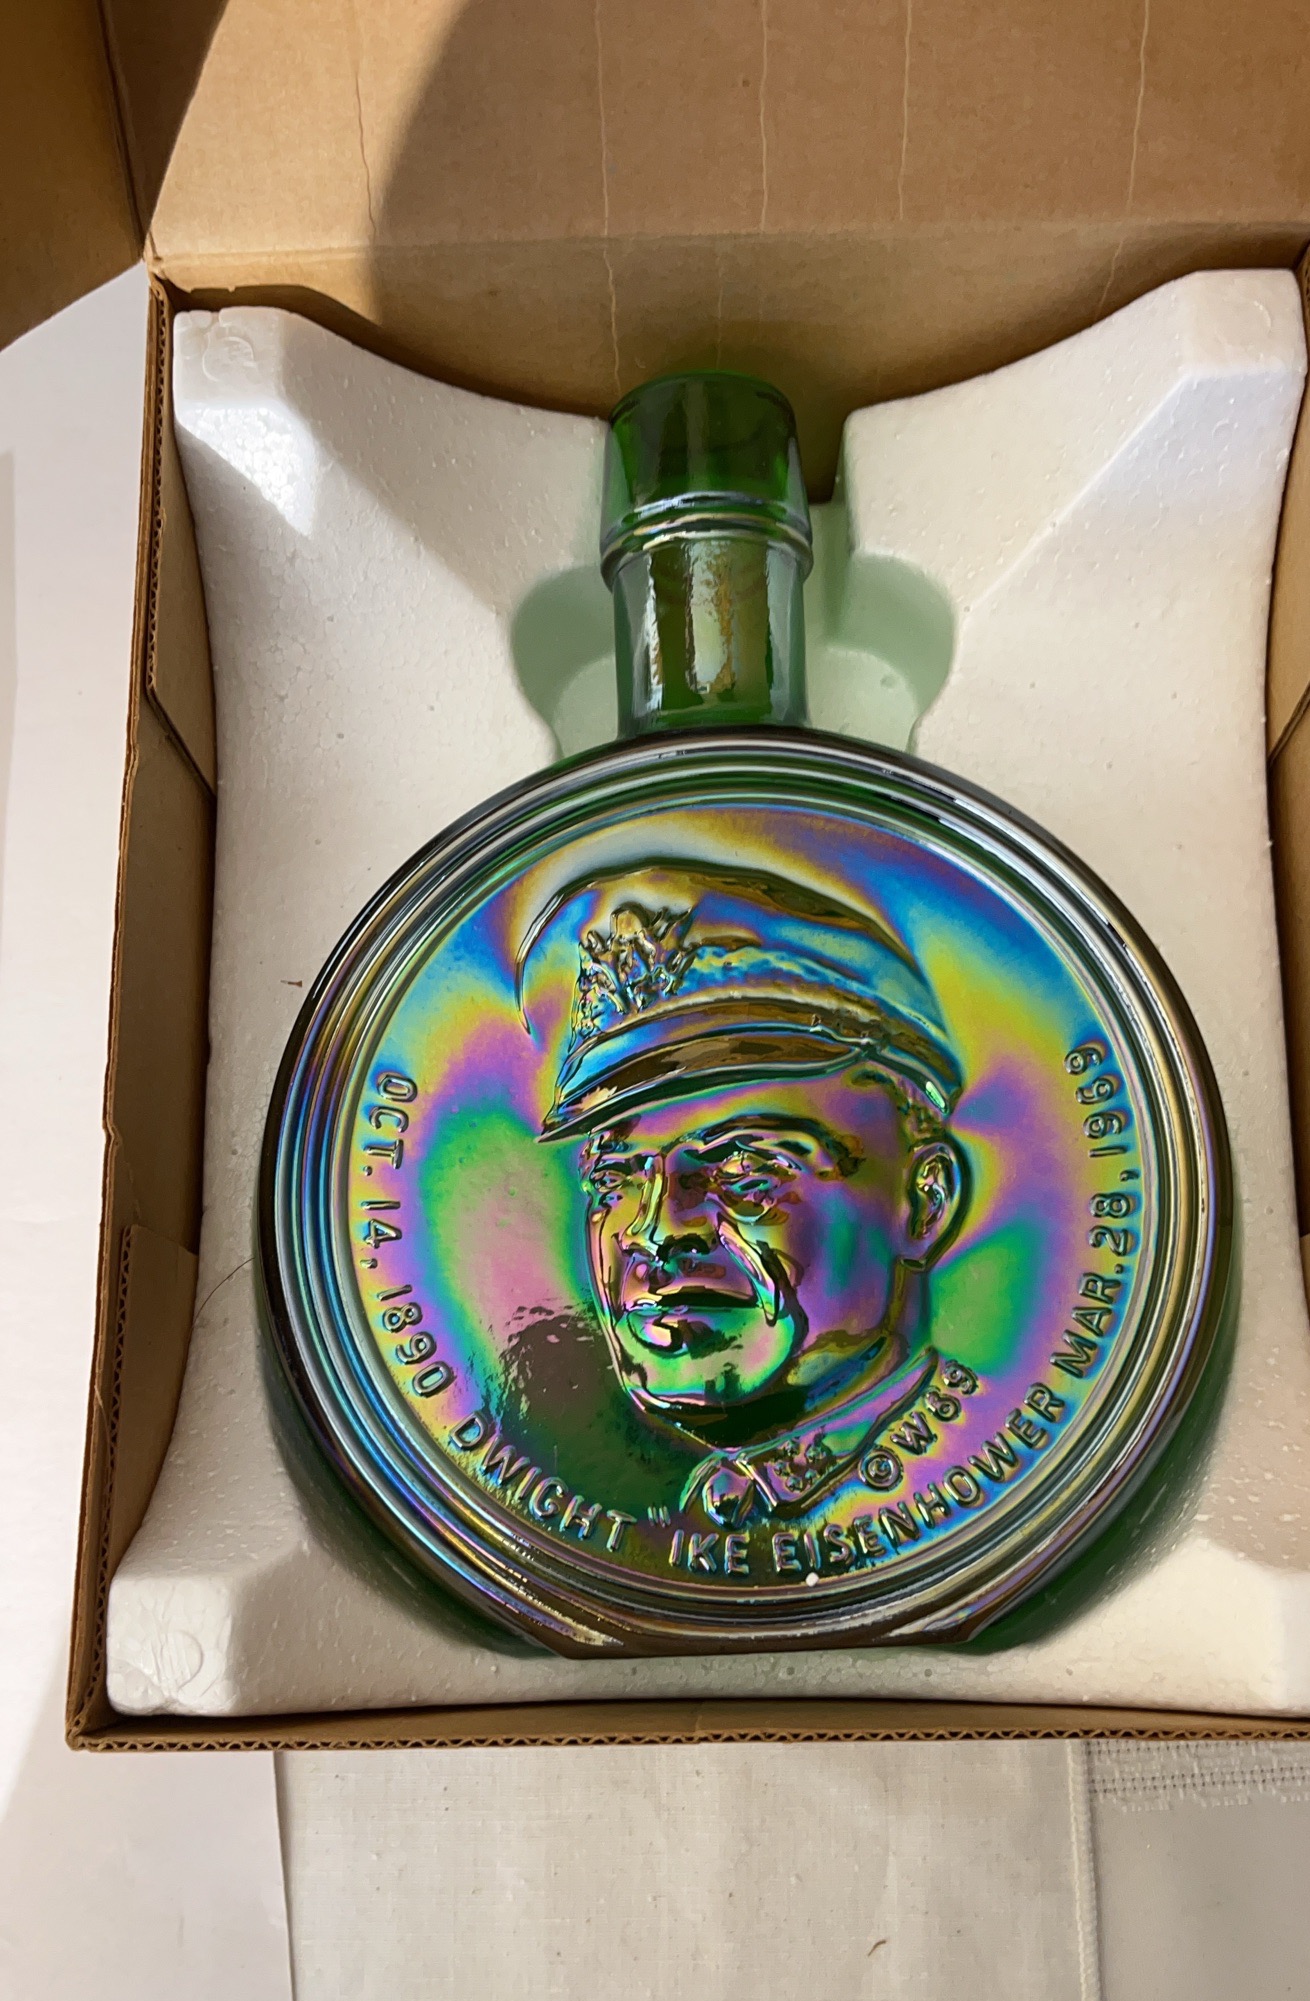 OCT. 14, 1890 DWIGHT "IKE EISENHOWER MAR. 28, 1969
©W69